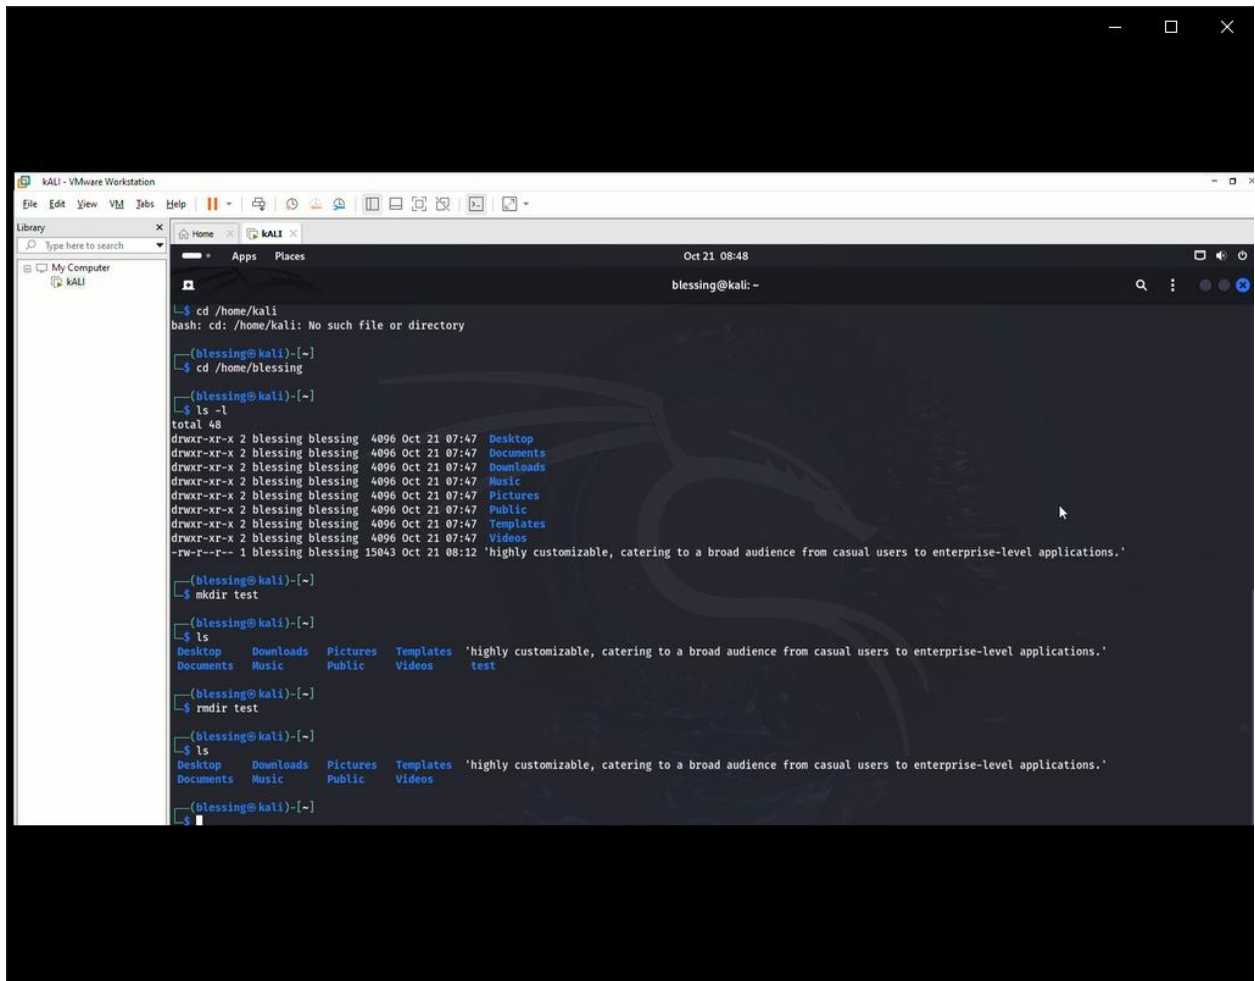 kALI - VMware Workstation
File Edit View VM Tabs Help
Library
Type here to search
My Computer
kALI
Home kALI
Apps Places Oct 21 08:48
blessing@kali: ~
└─$ cd /home/kali
bash: cd: /home/kali: No such file or directory
┌──(blessing㉿kali)-[~]
└─$ cd /home/blessing
┌──(blessing㉿kali)-[~]
└─$ ls -l
total 48
drwxr-xr-x 2 blessing blessing 4096 Oct 21 07:47 Desktop
drwxr-xr-x 2 blessing blessing 4096 Oct 21 07:47 Documents
drwxr-xr-x 2 blessing blessing 4096 Oct 21 07:47 Downloads
drwxr-xr-x 2 blessing blessing 4096 Oct 21 07:47 Music
drwxr-xr-x 2 blessing blessing 4096 Oct 21 07:47 Pictures
drwxr-xr-x 2 blessing blessing 4096 Oct 21 07:47 Public
drwxr-xr-x 2 blessing blessing 4096 Oct 21 07:47 Templates
drwxr-xr-x 2 blessing blessing 4096 Oct 21 07:47 Videos
-rw-r--r-- 1 blessing blessing 15043 Oct 21 08:12 'highly customizable, catering to a broad audience from casual users to enterprise-level applications.'
┌──(blessing㉿kali)-[~]
└─$ mkdir test
┌──(blessing㉿kali)-[~]
└─$ ls
Desktop Downloads Pictures Templates 'highly customizable, catering to a broad audience from casual users to enterprise-level applications.'
Documents Music Public Videos test
┌──(blessing㉿kali)-[~]
└─$ rmdir test
┌──(blessing㉿kali)-[~]
└─$ ls
Desktop Downloads Pictures Templates 'highly customizable, catering to a broad audience from casual users to enterprise-level applications.'
Documents Music Public Videos
┌──(blessing㉿kali)-[~]
└─$